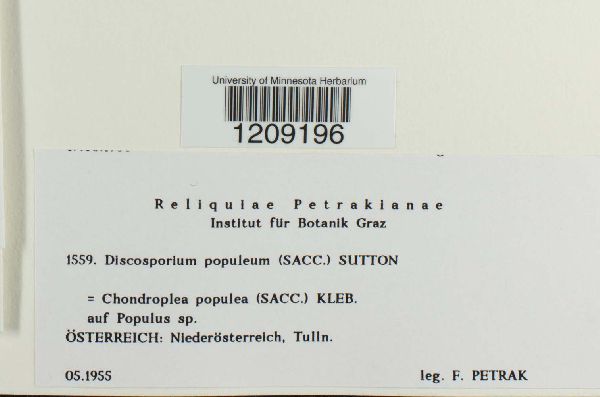 University of Minnesota Herbarium
1209196
Reliquiae Petrakianae
Institut für Botanik Graz
1559. Discosporium populeum (SACC.) SUTTON
= Chondroplea populea (SACC.) KLEB.
auf Populus sp.
ÖSTERREICH: Niederösterreich, Tulln.
05.1955 leg. F. PETRAK